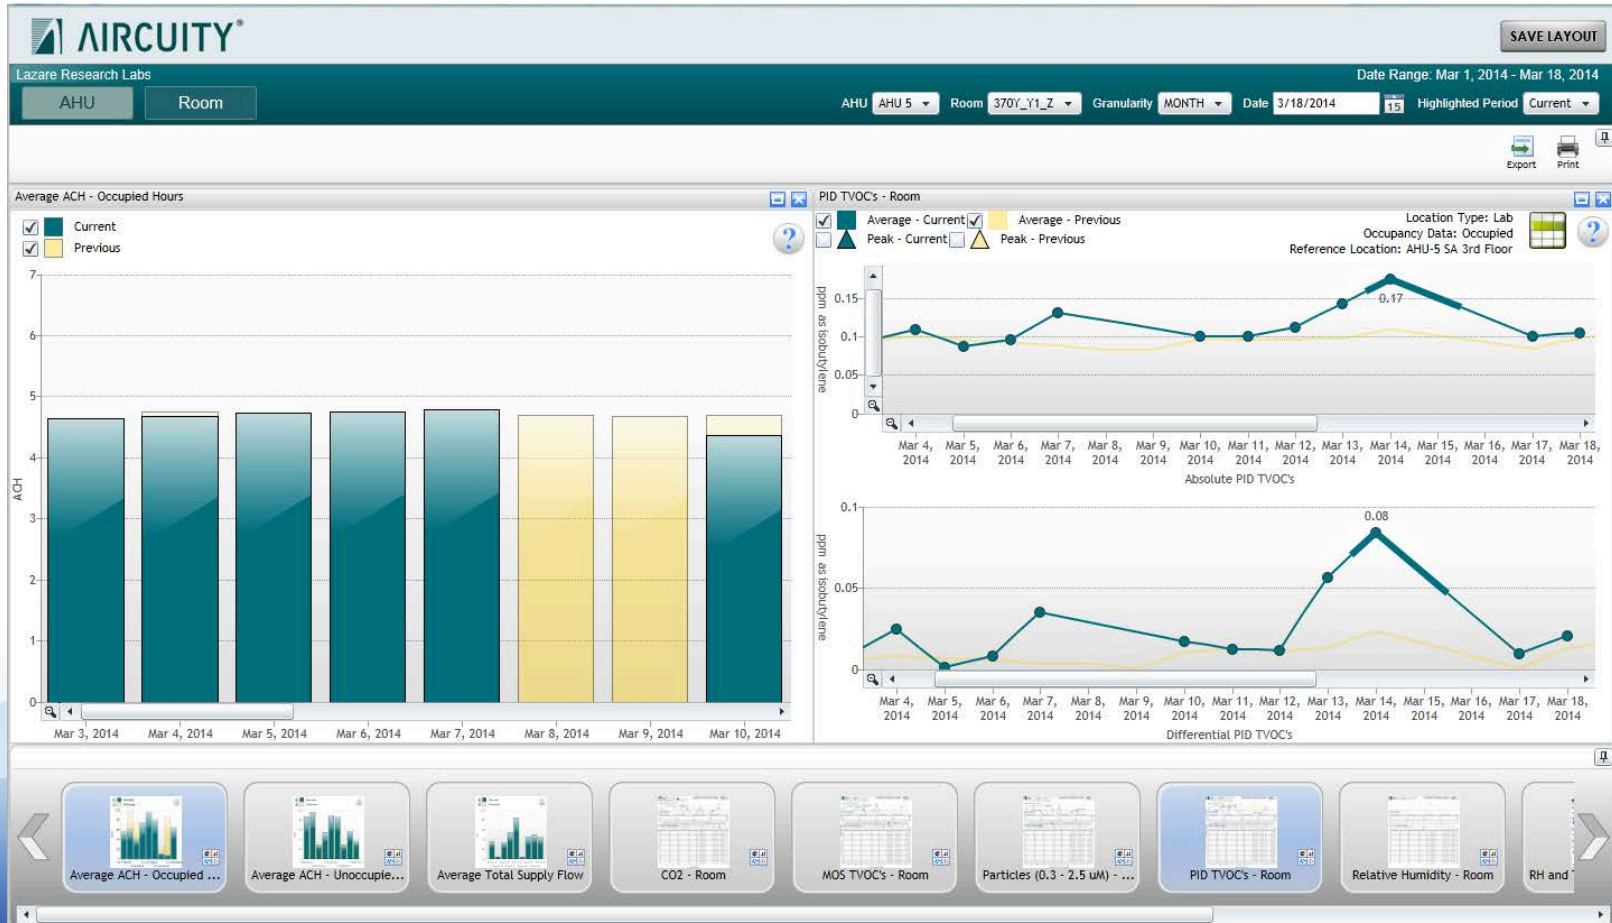 AIRCUITY®
SAVE LAYOUT
Lazare Research Labs
Date Range: Mar 1, 2014 - Mar 18, 2014
AHU Room
AHU AHU 5 Room 370Y_Y1_Z Granularity MONTH Date 3/18/2014 15 Highlighted Period Current
Export Print
Average ACH - Occupied Hours
Current
Previous
?
7
6
5
4
3
2
1
0
ACH
Mar 3, 2014 Mar 4, 2014 Mar 5, 2014 Mar 6, 2014 Mar 7, 2014 Mar 8, 2014 Mar 9, 2014 Mar 10, 2014
PID TVOC's - Room
Average - Current Average - Previous
Peak - Current Peak - Previous
Location Type: Lab
Occupancy Data: Occupied
Reference Location: AHU-5 SA 3rd Floor
?
ppm as isobutylene
0.15
0.1
0.05
0
0.17
Mar 4, Mar 5, Mar 6, Mar 7, Mar 8, Mar 9, Mar 10, Mar 11, Mar 12, Mar 13, Mar 14, Mar 15, Mar 16, Mar 17, Mar 18,
2014 2014 2014 2014 2014 2014 2014 2014 2014 2014 2014 2014 2014 2014 2014
Absolute PID TVOC's
ppm as isobutylene
0.1
0.05
0
0.08
Mar 4, Mar 5, Mar 6, Mar 7, Mar 8, Mar 9, Mar 10, Mar 11, Mar 12, Mar 13, Mar 14, Mar 15, Mar 16, Mar 17, Mar 18,
2014 2014 2014 2014 2014 2014 2014 2014 2014 2014 2014 2014 2014 2014 2014
Differential PID TVOC's
Average ACH - Occupied ...
Average ACH - Unoccupie...
Average Total Supply Flow
CO2 - Room
MOS TVOC's - Room
Particles (0.3 - 2.5 uM) - ...
PID TVOC's - Room
Relative Humidity - Room
RH and